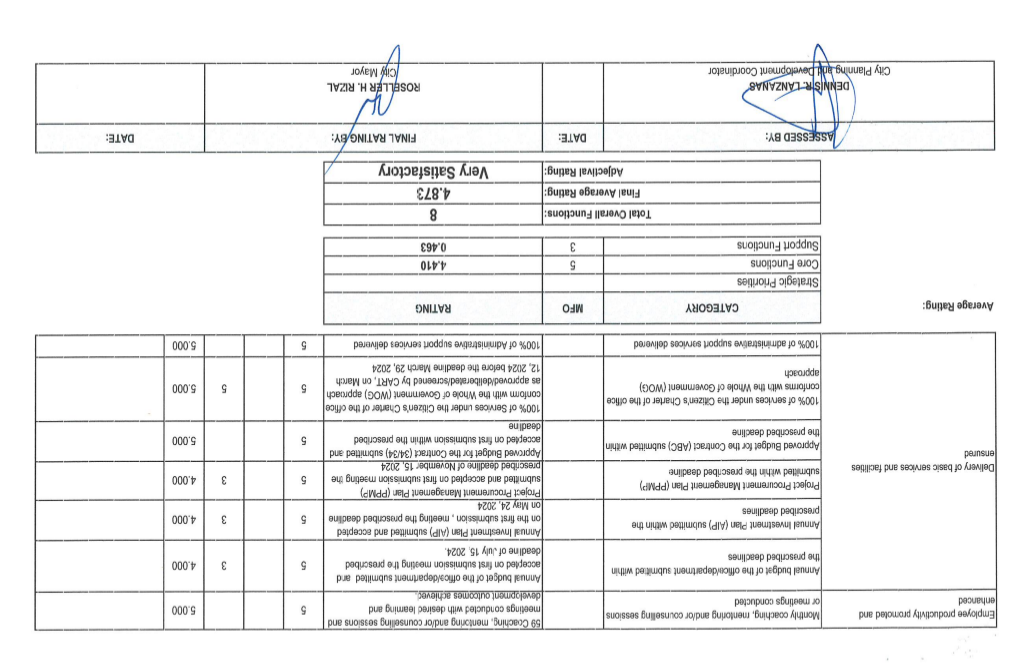 Employee productivity promoted and
enhanced
Monthly coaching, mentoring and/or counselling sessions
or meetings conducted
59 Coaching, mentoring and/or counselling sessions and
meetings conducted with desired learning and
development outcomes achieved.
5
5.000
Delivery of basic services and facilities
ensured
Annual budget of the office/department submitted within
the prescribed deadlines
Annual Budget of the office/department submitted and
accepted on first submission meeting the prescribed
deadline of July 15, 2024.
5
3
4.000
Annual Investment Plan (AIP) submitted within the
prescribed deadlines
Annual Investment Plan (AIP) submitted and accepted
on the first submission , meeting the prescribed deadline
on May 24, 2024
5
3
4.000
Project Procurement Management Plan (PPMP)
submitted within the prescribed deadline
Project Procurement Management Plan (PPMP)
submitted and accepted on first submission meeting the
prescribed deadline of November 15, 2024
5
3
4.000
Approved Budget for the Contract (ABC) submitted within
the prescribed deadline
Approved Budget for the Contract (34/34) submitted and
accepted on first submission within the prescribed
deadline
5
5.000
100% of services under the Citizen's Charter of the office
conforms with the Whole of Government (WOG)
approach
100% of Services under the Citizen's Charter of the office
conform with the Whole of Government (WOG) approach
as approved/deliberated/screened by CART, on March
12, 2024 before the deadline March 29, 2024
5
5
5.000
100% of administrative support services delivered
100% of Administrative support services delivered
5
5.000
Average Rating:
CATEGORY
MFO
RATING
Strategic Priorities
Core Functions
5
4.410
Support Functions
3
0.463
Total Overall Functions:
8
Final Average Rating:
4.873
Adjectival Rating:
Very Satisfactory
ASSESSED BY:
DATE:
FINAL RATING BY:
DATE:
DENNIS R. LANZANAS
City Planning and Development Coordinator
ROSELLER H. RIZAL
City Mayor